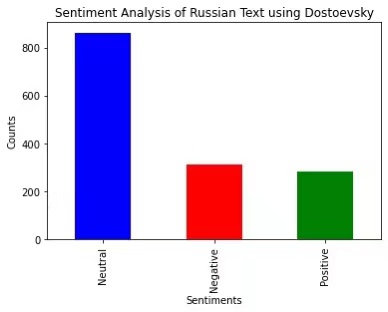 Sentiment Analysis of Russian Text using Dostoevsky
Counts
800
600
400
200
0
Neutral
Negative
Positive
Sentiments